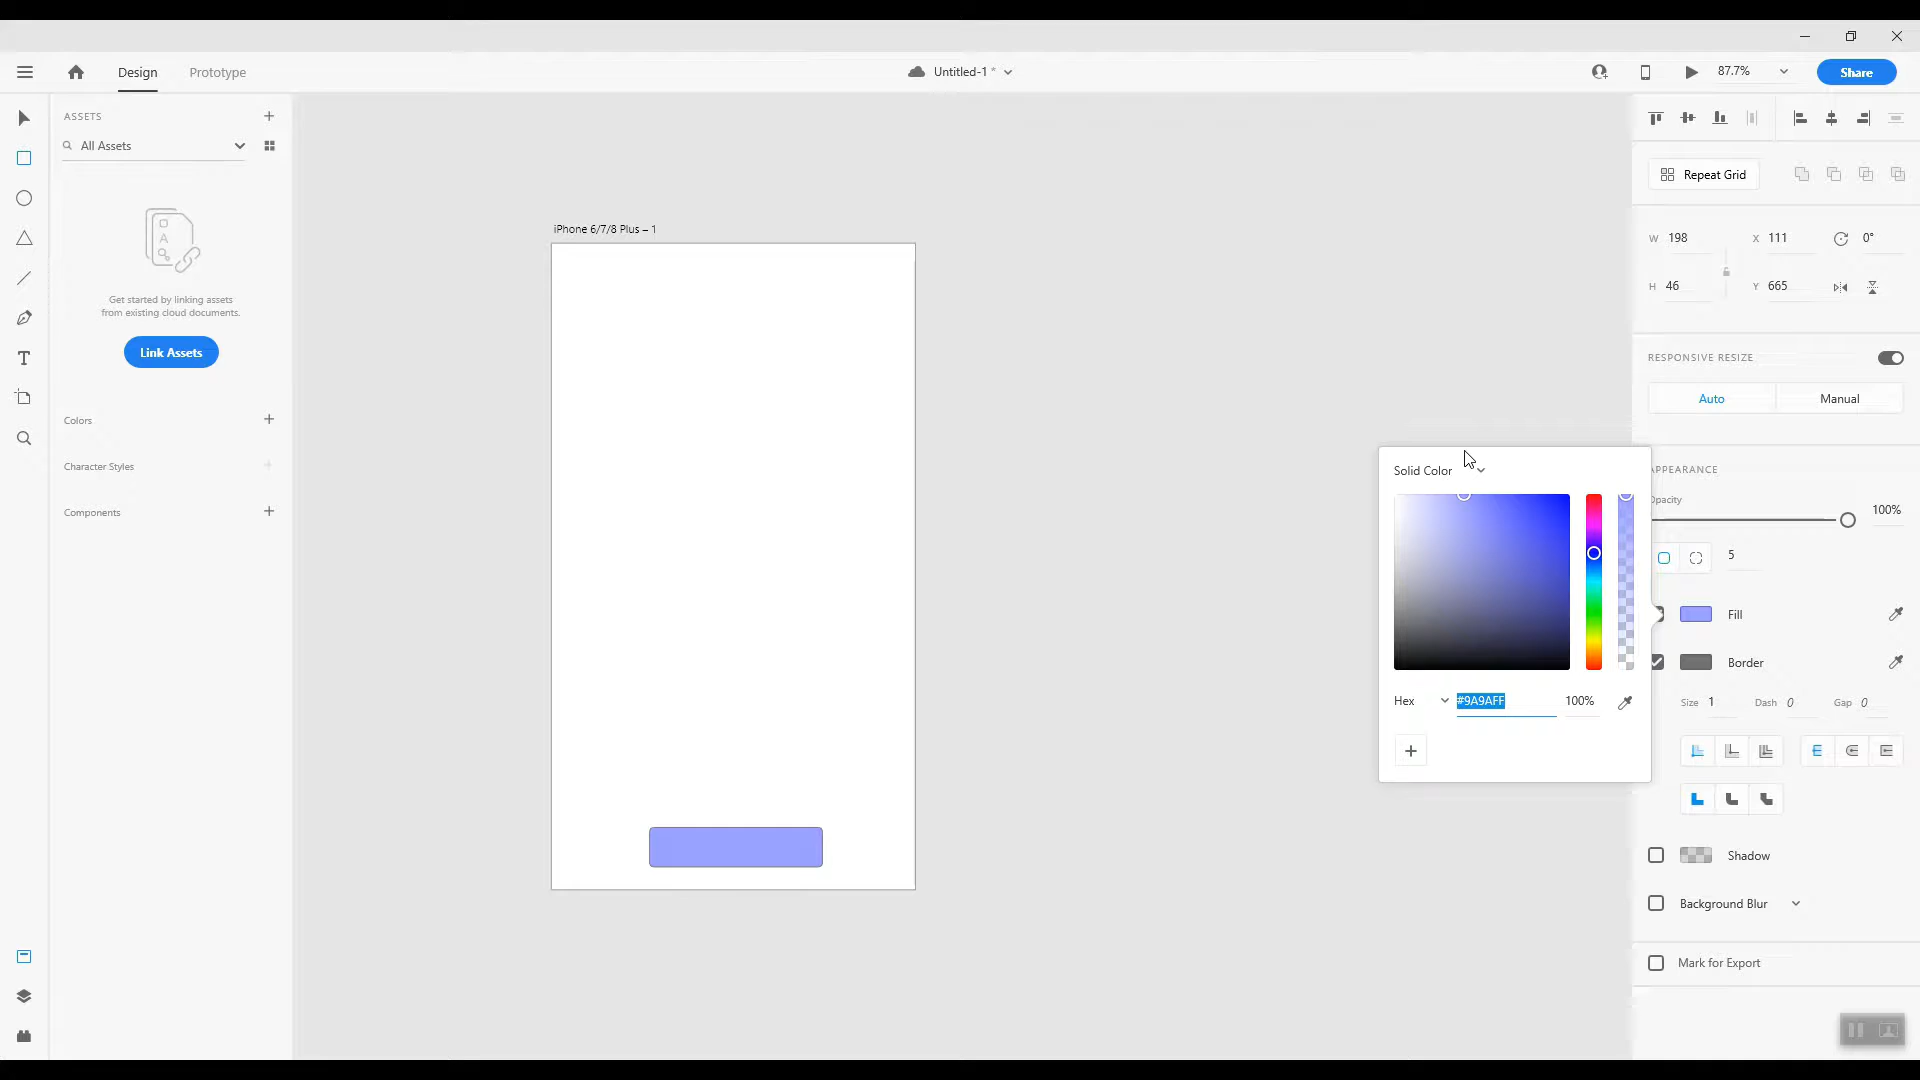 Design
Prototype
Untitled-1 *
87.7%
Share
ASSETS
All Assets
Get started by linking assets
from existing cloud documents.
Link Assets
Colors
Character Styles
Components
iPhone 6/7/8 Plus – 1
Repeat Grid
W 198
X 111
0°
H 46
Y 665
RESPONSIVE RESIZE
Auto
Manual
APPEARANCE
Opacity
100%
5
Fill
Border
Size 1
Dash 0
Gap 0
Shadow
Background Blur
Mark for Export
Solid Color
Hex
#9A9AFF
100%